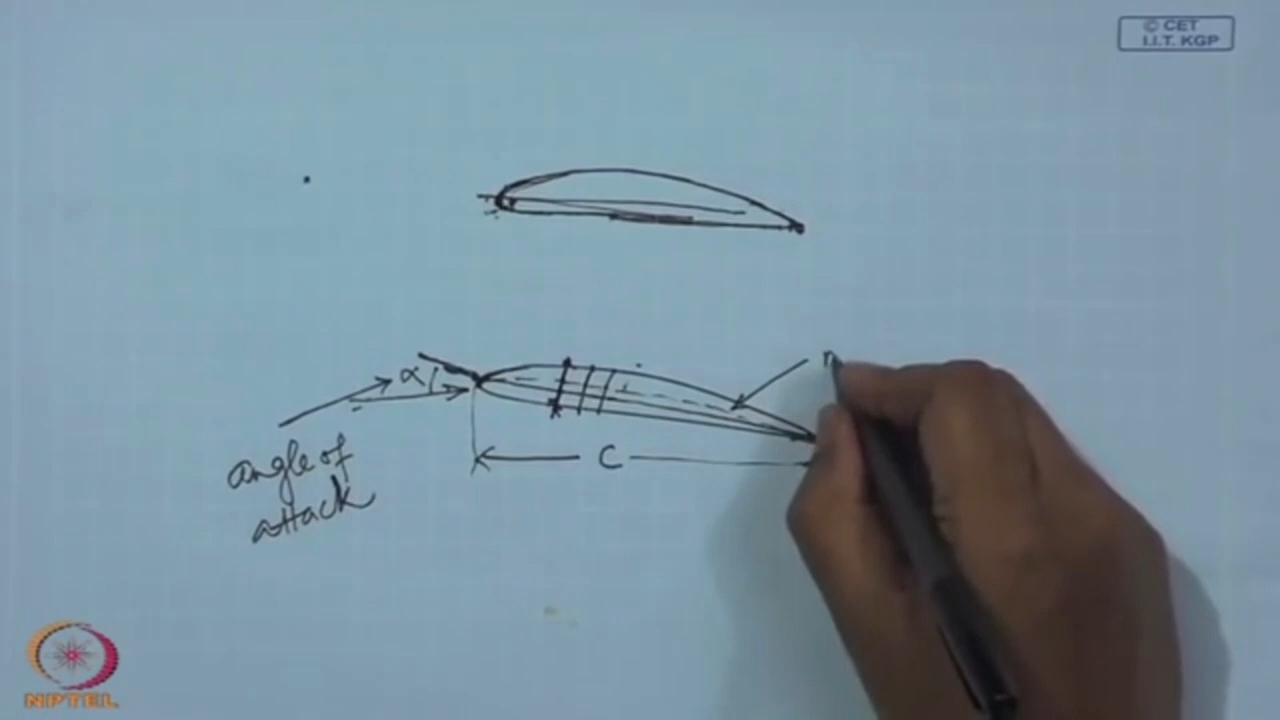 © CET
I.I.T. KGP
α
angle of
attack
C
NPTEL